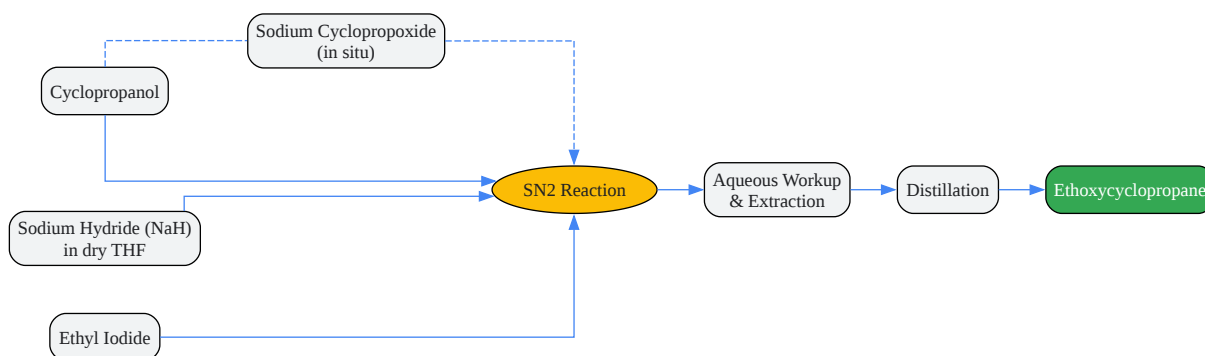 Sodium Cyclopropoxide
(in situ)
Cyclopropanol
SN2 Reaction
Aqueous Workup
& Extraction
Distillation
Ethoxycyclopropane
Sodium Hydride (NaH)
in dry THF
Ethyl Iodide